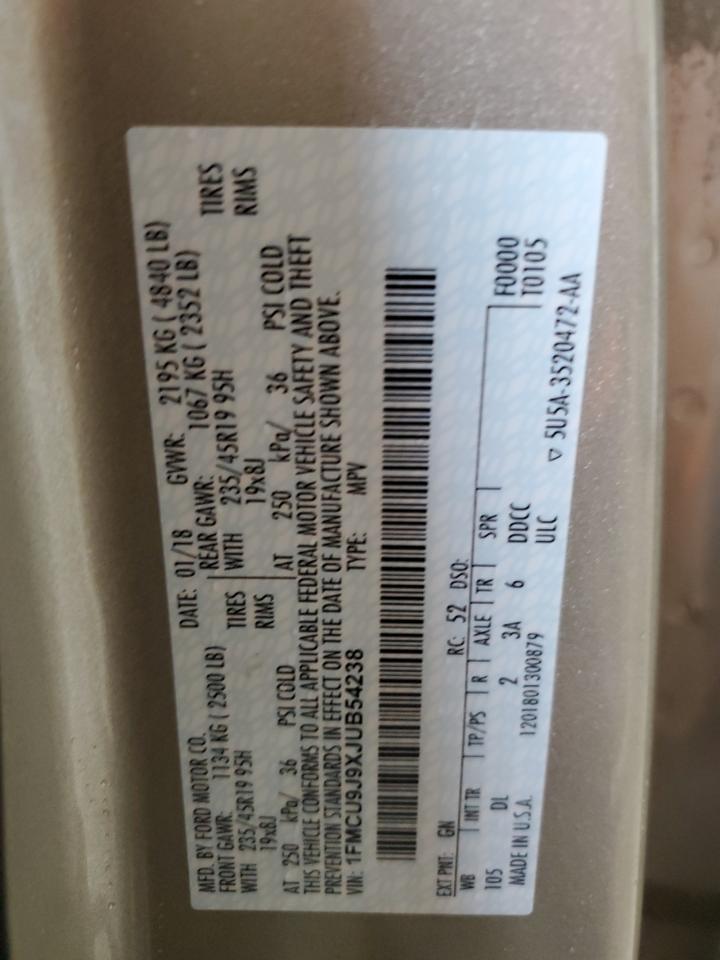 MFD. BY FORD MOTOR CO. DATE: 01/18 GVWR: 2195 KG ( 4840 LB)
FRONT GAWR: 1134 KG ( 2500 LB) REAR GAWR: 1067 KG ( 2352 LB)
WITH 235/45R19 95H TIRES WITH 235/45R19 95H TIRES
19x8J RIMS 19x8J RIMS
AT 250 kPa/ 36 PSI COLD AT 250 kPa/ 36 PSI COLD
THIS VEHICLE CONFORMS TO ALL APPLICABLE FEDERAL MOTOR VEHICLE SAFETY AND THEFT
PREVENTION STANDARDS IN EFFECT ON THE DATE OF MANUFACTURE SHOWN ABOVE.
VIN: 1FMCU9J9XJUB54238 TYPE: MPV
EXT PNT: GN RC: 52 DSO:
WB INT TR TP/PS R AXLE TR SPR F0000
105 DL 2 3A 6 DDCC T0105
MADE IN U.S.A. 1201801300879 ULC
▽ 5U5A-3520472-AA